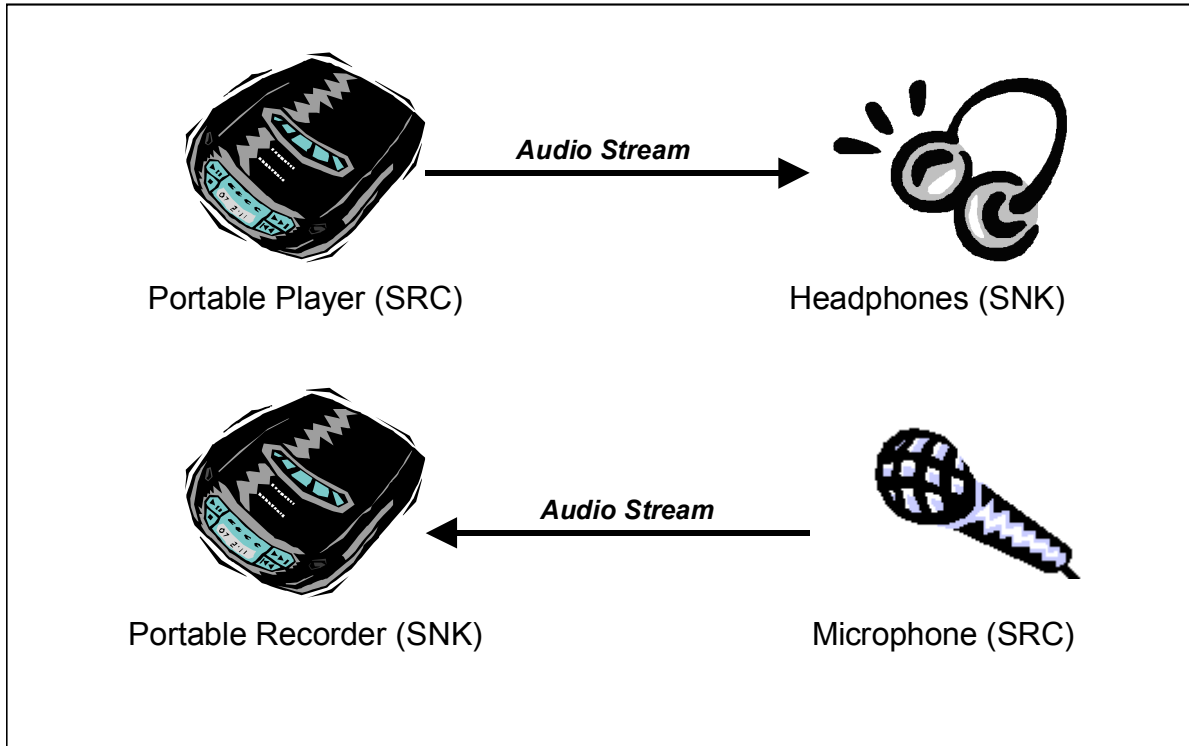 Audio Stream
Portable Player (SRC)
Headphones (SNK)
Audio Stream
Portable Recorder (SNK)
Microphone (SRC)